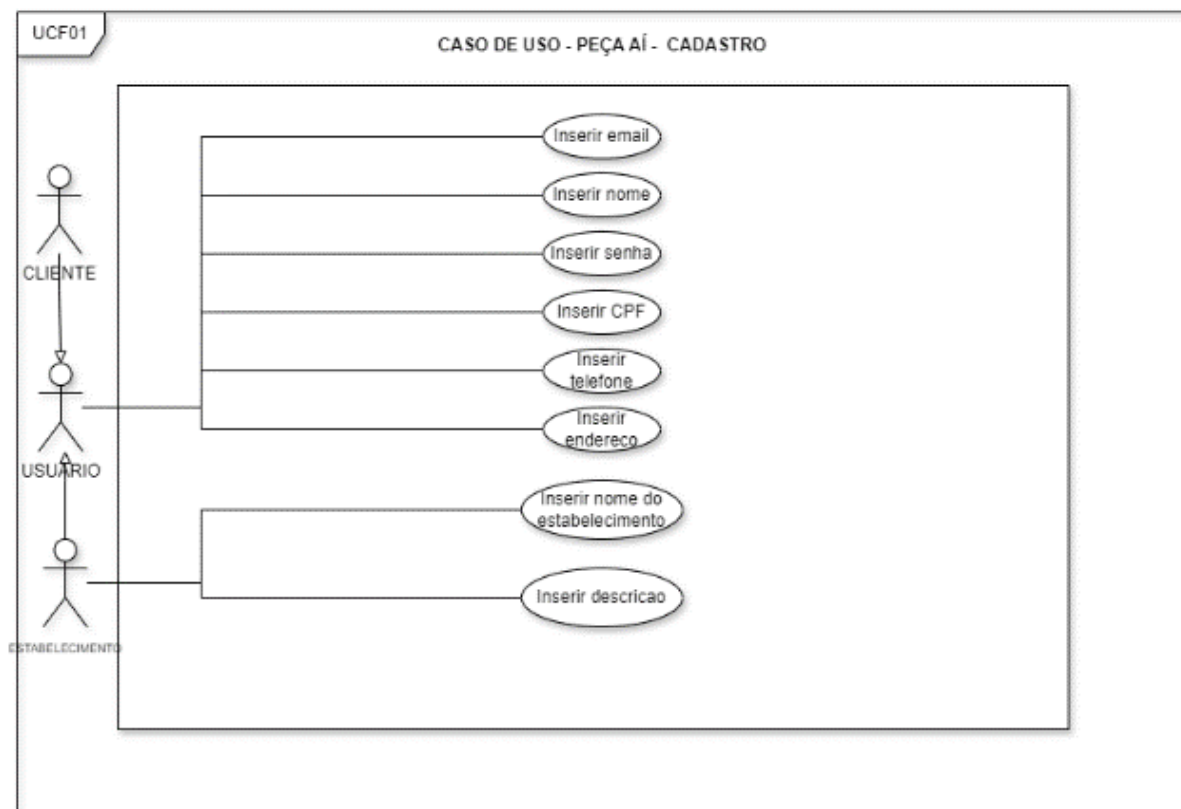 UCF01
CASO DE USO - PEÇA AÍ - CADASTRO
Inserir email
Inserir nome
Inserir senha
CLIENTE
Inserir CPF
Inserir
telefone
Inserir
endereco
USUÁRIO
Inserir nome do
estabelecimento
Inserir descricao
ESTABELECIMENTO